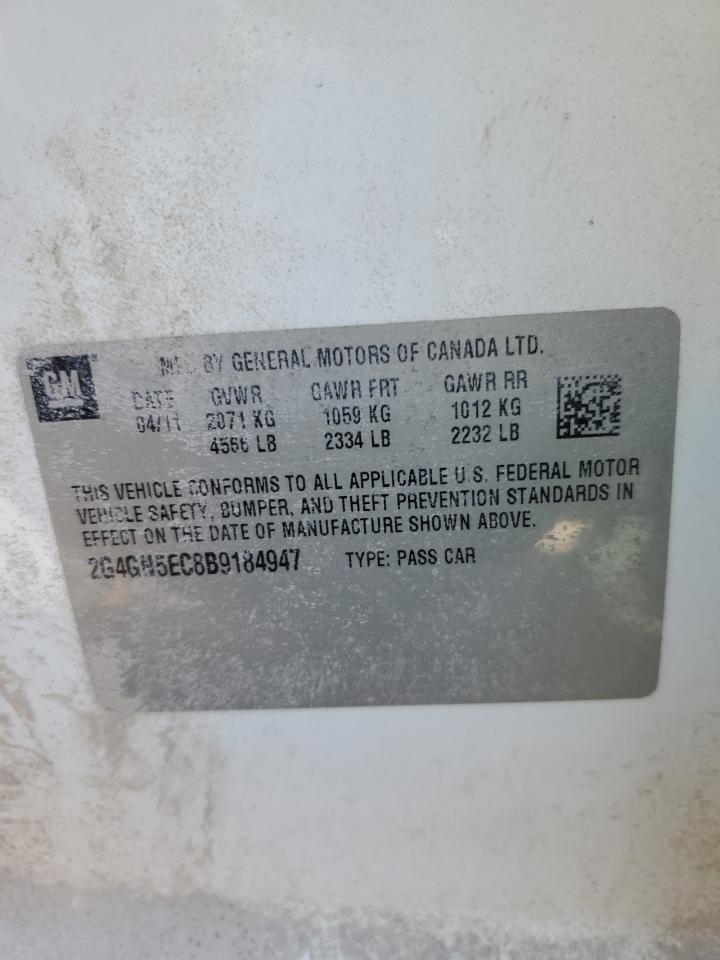 GM
MFD BY GENERAL MOTORS OF CANADA LTD.
DATE GVWR GAWR FRT GAWR RR
04/11 2071 KG 1059 KG 1012 KG
4566 LB 2334 LB 2232 LB
THIS VEHICLE CONFORMS TO ALL APPLICABLE U.S. FEDERAL MOTOR
VEHICLE SAFETY, BUMPER, AND THEFT PREVENTION STANDARDS IN
EFFECT ON THE DATE OF MANUFACTURE SHOWN ABOVE.
2G4GN5EC8B9184947 TYPE: PASS CAR